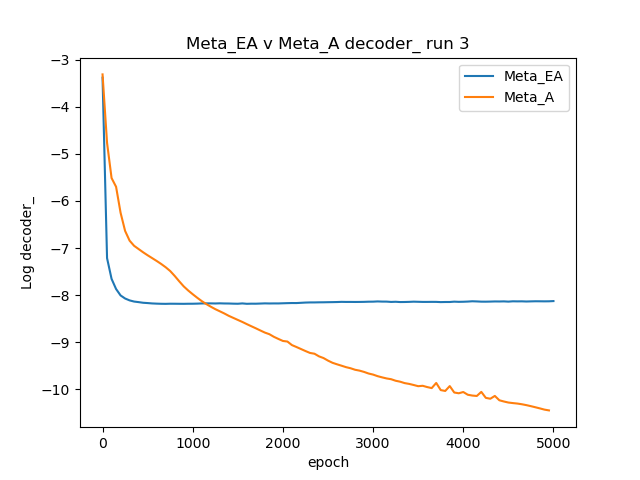 Meta_EA v Meta_A decoder_ run 3
Meta_EA
Meta_A
Log decoder_
−3
−4
−5
−6
−7
−8
−9
−10
0 1000 2000 3000 4000 5000
epoch